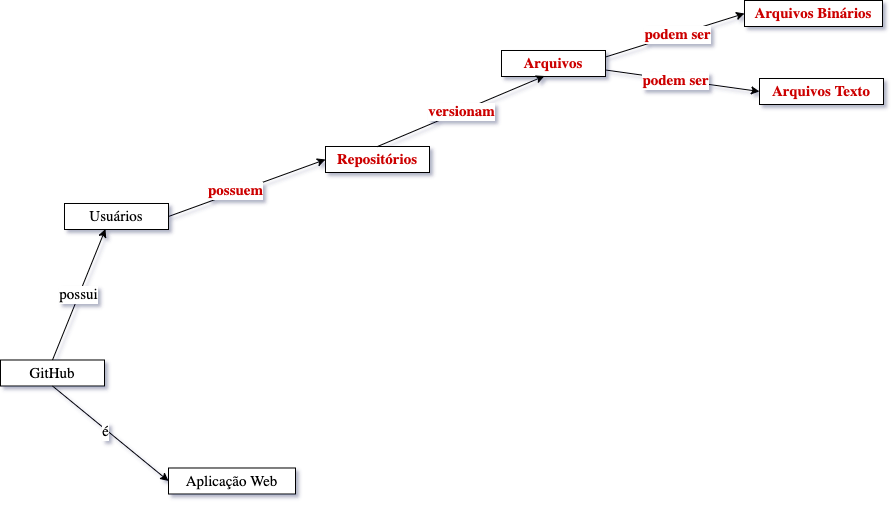 Arquivos Binários
podem ser
Arquivos
podem ser
Arquivos Texto
versionam
Repositórios
possuem
Usuários
possui
GitHub
é
Aplicação Web